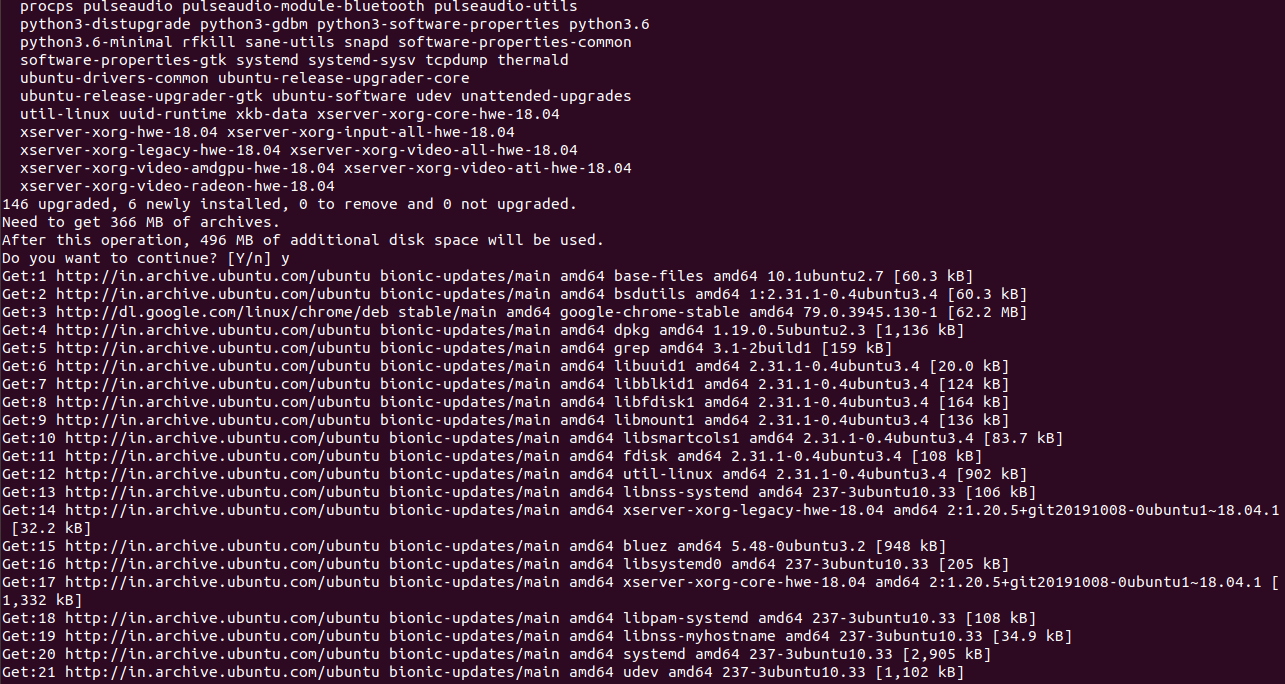 procps pulseaudio pulseaudio-module-bluetooth pulseaudio-utils
python3-distupgrade python3-gdbm python3-software-properties python3.6
python3.6-minimal rfkill sane-utils snapd software-properties-common
software-properties-gtk systemd systemd-sysv tcpdump thermald
ubuntu-drivers-common ubuntu-release-upgrader-core
ubuntu-release-upgrader-gtk ubuntu-software udev unattended-upgrades
util-linux uuid-runtime xkb-data xserver-xorg-core-hwe-18.04
xserver-xorg-hwe-18.04 xserver-xorg-input-all-hwe-18.04
xserver-xorg-legacy-hwe-18.04 xserver-xorg-video-all-hwe-18.04
xserver-xorg-video-amdgpu-hwe-18.04 xserver-xorg-video-ati-hwe-18.04
xserver-xorg-video-radeon-hwe-18.04
146 upgraded, 6 newly installed, 0 to remove and 0 not upgraded.
Need to get 366 MB of archives.
After this operation, 496 MB of additional disk space will be used.
Do you want to continue? [Y/n] y
Get:1 http://in.archive.ubuntu.com/ubuntu bionic-updates/main amd64 base-files amd64 10.1ubuntu2.7 [60.3 kB]
Get:2 http://in.archive.ubuntu.com/ubuntu bionic-updates/main amd64 bsdutils amd64 1:2.31.1-0.4ubuntu3.4 [60.3 kB]
Get:3 http://dl.google.com/linux/chrome/deb stable/main amd64 google-chrome-stable amd64 79.0.3945.130-1 [62.2 MB]
Get:4 http://in.archive.ubuntu.com/ubuntu bionic-updates/main amd64 dpkg amd64 1.19.0.5ubuntu2.3 [1,136 kB]
Get:5 http://in.archive.ubuntu.com/ubuntu bionic-updates/main amd64 grep amd64 3.1-2build1 [159 kB]
Get:6 http://in.archive.ubuntu.com/ubuntu bionic-updates/main amd64 libuuid1 amd64 2.31.1-0.4ubuntu3.4 [20.0 kB]
Get:7 http://in.archive.ubuntu.com/ubuntu bionic-updates/main amd64 libblkid1 amd64 2.31.1-0.4ubuntu3.4 [124 kB]
Get:8 http://in.archive.ubuntu.com/ubuntu bionic-updates/main amd64 libfdisk1 amd64 2.31.1-0.4ubuntu3.4 [164 kB]
Get:9 http://in.archive.ubuntu.com/ubuntu bionic-updates/main amd64 libmount1 amd64 2.31.1-0.4ubuntu3.4 [136 kB]
Get:10 http://in.archive.ubuntu.com/ubuntu bionic-updates/main amd64 libsmartcols1 amd64 2.31.1-0.4ubuntu3.4 [83.7 kB]
Get:11 http://in.archive.ubuntu.com/ubuntu bionic-updates/main amd64 fdisk amd64 2.31.1-0.4ubuntu3.4 [108 kB]
Get:12 http://in.archive.ubuntu.com/ubuntu bionic-updates/main amd64 util-linux amd64 2.31.1-0.4ubuntu3.4 [902 kB]
Get:13 http://in.archive.ubuntu.com/ubuntu bionic-updates/main amd64 libnss-systemd amd64 237-3ubuntu10.33 [106 kB]
Get:14 http://in.archive.ubuntu.com/ubuntu bionic-updates/main amd64 xserver-xorg-legacy-hwe-18.04 amd64 2:1.20.5+git20191008-0ubuntu1~18.04.1
[32.2 kB]
Get:15 http://in.archive.ubuntu.com/ubuntu bionic-updates/main amd64 bluez amd64 5.48-0ubuntu3.2 [948 kB]
Get:16 http://in.archive.ubuntu.com/ubuntu bionic-updates/main amd64 libsystemd0 amd64 237-3ubuntu10.33 [205 kB]
Get:17 http://in.archive.ubuntu.com/ubuntu bionic-updates/main amd64 xserver-xorg-core-hwe-18.04 amd64 2:1.20.5+git20191008-0ubuntu1~18.04.1 [
1,332 kB]
Get:18 http://in.archive.ubuntu.com/ubuntu bionic-updates/main amd64 libpam-systemd amd64 237-3ubuntu10.33 [108 kB]
Get:19 http://in.archive.ubuntu.com/ubuntu bionic-updates/main amd64 libnss-myhostname amd64 237-3ubuntu10.33 [34.9 kB]
Get:20 http://in.archive.ubuntu.com/ubuntu bionic-updates/main amd64 systemd amd64 237-3ubuntu10.33 [2,905 kB]
Get:21 http://in.archive.ubuntu.com/ubuntu bionic-updates/main amd64 udev amd64 237-3ubuntu10.33 [1,102 kB]